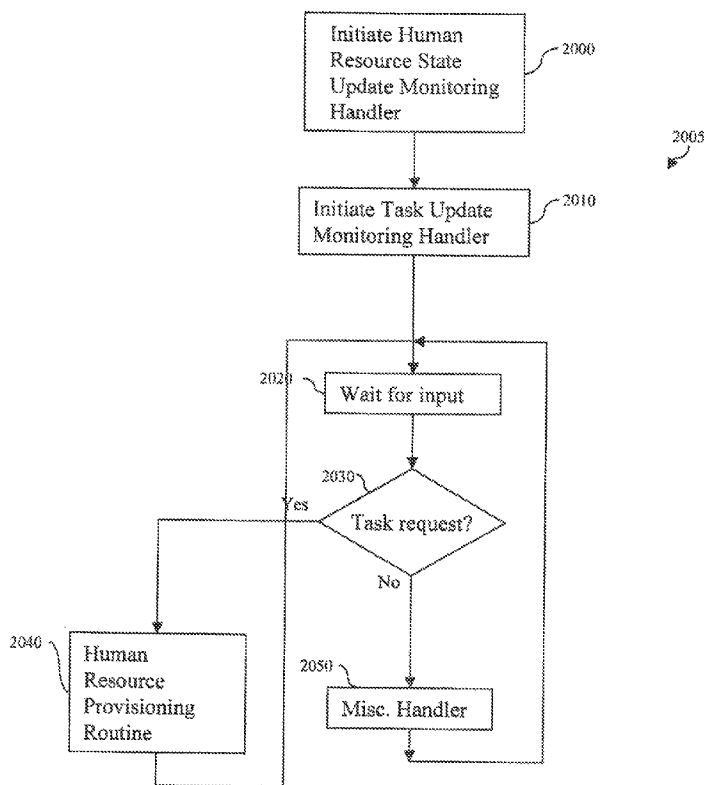 Initiate Human
Resource State
Update Monitoring
Handler
2000
2005
Initiate Task Update
Monitoring Handler
2010
2020
Wait for input
2030
Yes
Task request?
No
2040
Human
Resource
Provisioning
Routine
2050
Misc. Handler